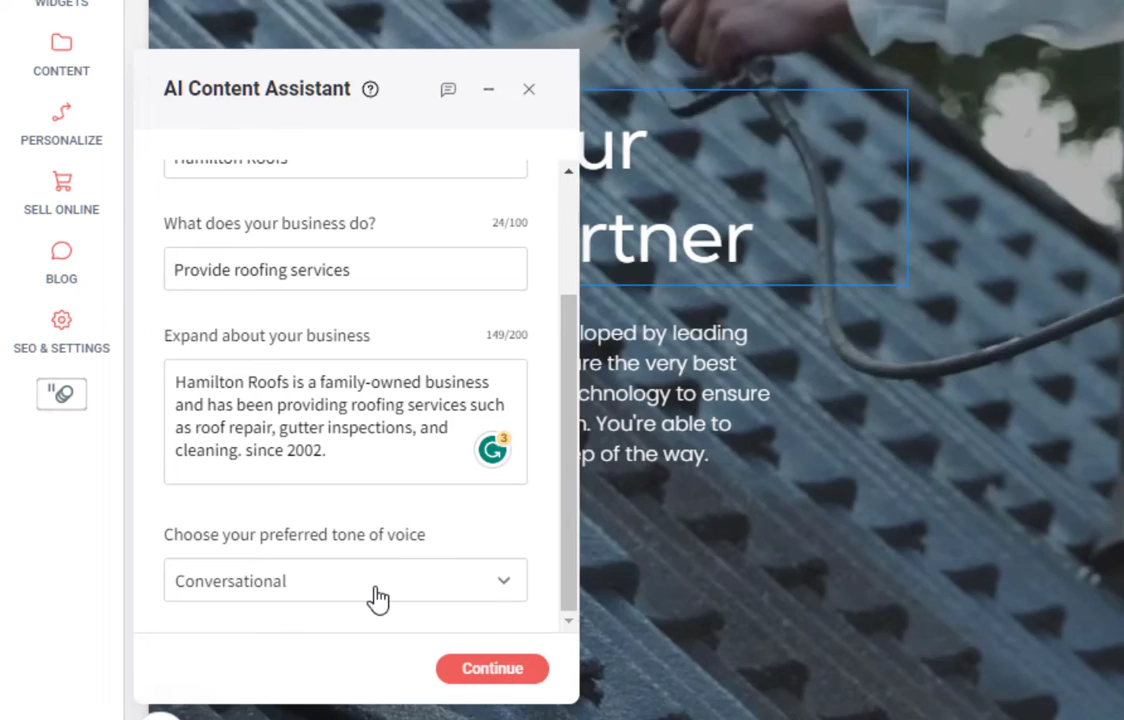 WIDGETS
CONTENT
PERSONALIZE
SELL ONLINE
BLOG
SEO & SETTINGS
AI Content Assistant ?
Hamilton Roofs
What does your business do? 24/100
Provide roofing services
Expand about your business 149/200
Hamilton Roofs is a family-owned business
and has been providing roofing services such
as roof repair, gutter inspections, and
cleaning. since 2002.
3
Choose your preferred tone of voice
Conversational
Continue
ur
rtner
loped by leading
re the very best
chnology to ensure
n. You're able to
ep of the way.